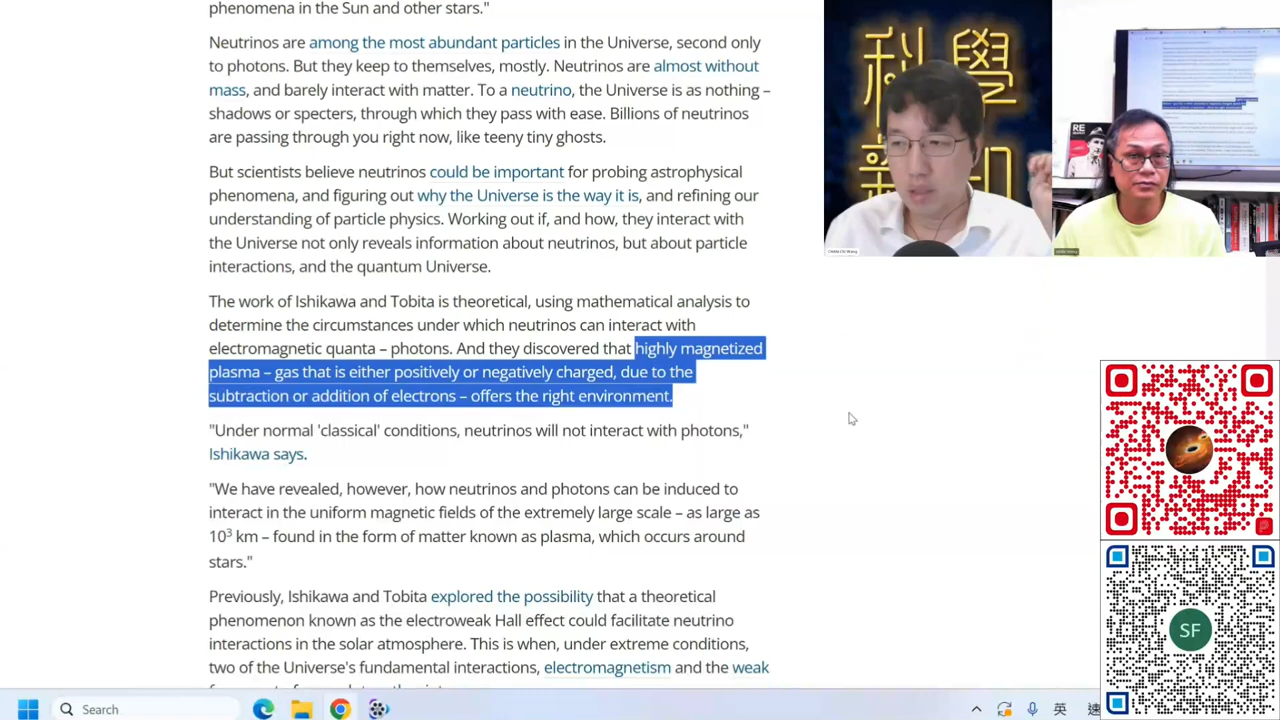 phenomena in the Sun and other stars."
Neutrinos are among the most abundant particles in the Universe, second only
to photons. But they keep to themselves. Neutrinos are almost without
mass, and barely interact with matter. To a neutrino, the Universe is as nothing –
shadows to be passed through as easily as a ghost. Thousands of neutrinos
are passing through you right now, like tiny ghosts.
But scientists believe neutrinos could be important for probing astrophysical
phenomena, and figuring out why the Universe is the way it is, and refining our
understanding of particle physics. Working out if, and how, they interact with
the Universe not only reveals information about neutrinos, but about particle
interactions, and the quantum Universe.
The work of Ishikawa and Tobita is theoretical, using mathematical analysis to
determine the circumstances under which neutrinos can interact with
electromagnetic quanta – photons. And they discovered that highly magnetized
plasma – gas that is either positively or negatively charged, due to the
subtraction or addition of electrons – offers the right environment.
"Under normal 'classical' conditions, neutrinos will not interact with photons,"
Ishikawa says.
"We have revealed, however, how neutrinos and photons can be induced to
interact in the uniform magnetic fields of the extremely large scale – as large as
10³ km – found in the form of matter known as plasma, which occurs around
stars."
Previously, Ishikawa and Tobita explored the possibility that a theoretical
phenomenon known as the electroweak Hall effect could facilitate neutrino
interactions in the solar atmosphere. That's when, under extreme conditions,
two of the Universe's fundamental interactions, electromagnetism and the weak
科學
新知
RE
SF
Search
英
速